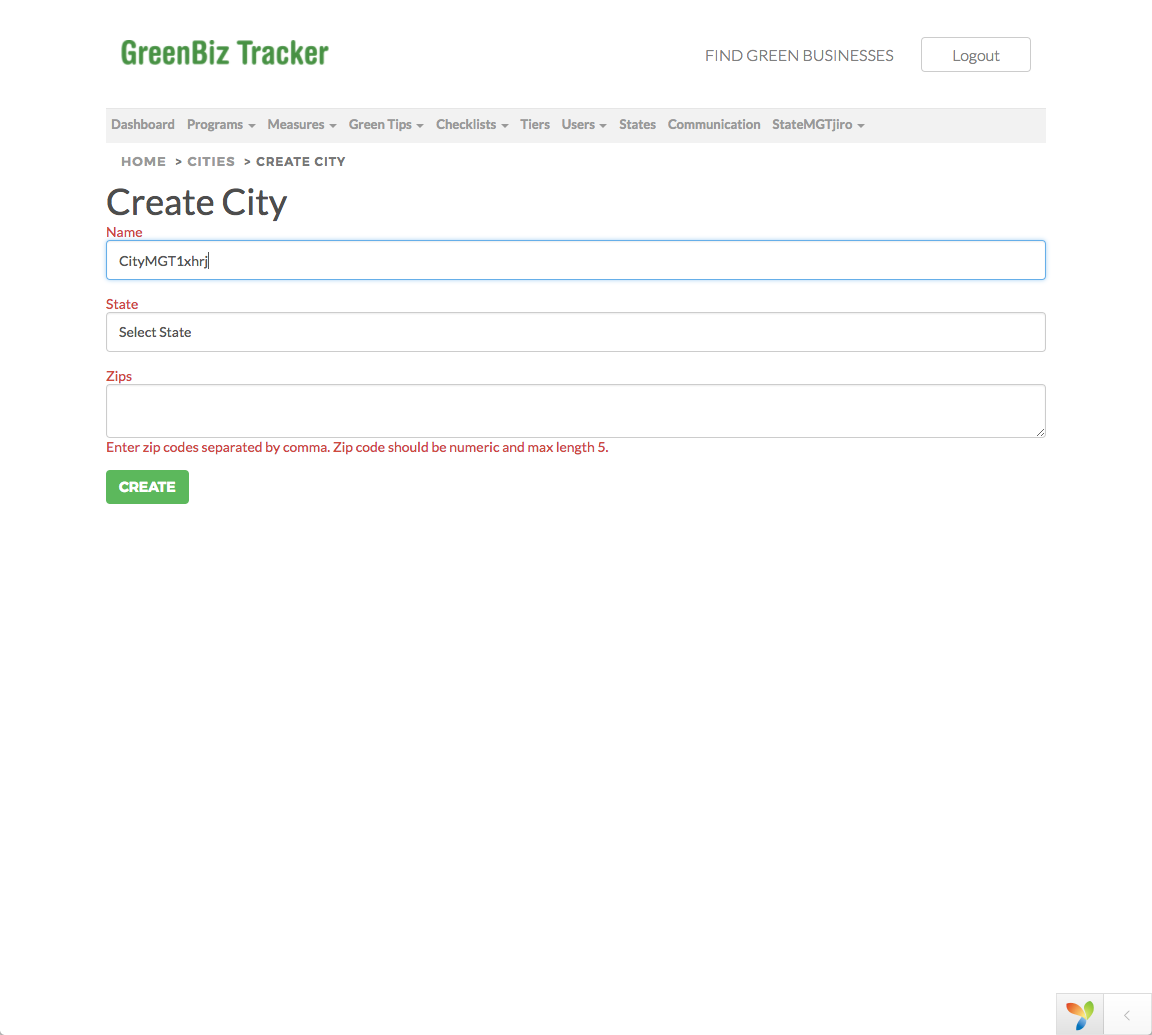 GreenBiz Tracker
FIND GREEN BUSINESSES
Logout
Dashboard Programs Measures Green Tips Checklists Tiers Users States Communication StateMGTjiro
HOME > CITIES > CREATE CITY
Create City
Name
CityMGT1xhrj
State
Select State
Zips
Enter zip codes separated by comma. Zip code should be numeric and max length 5.
CREATE